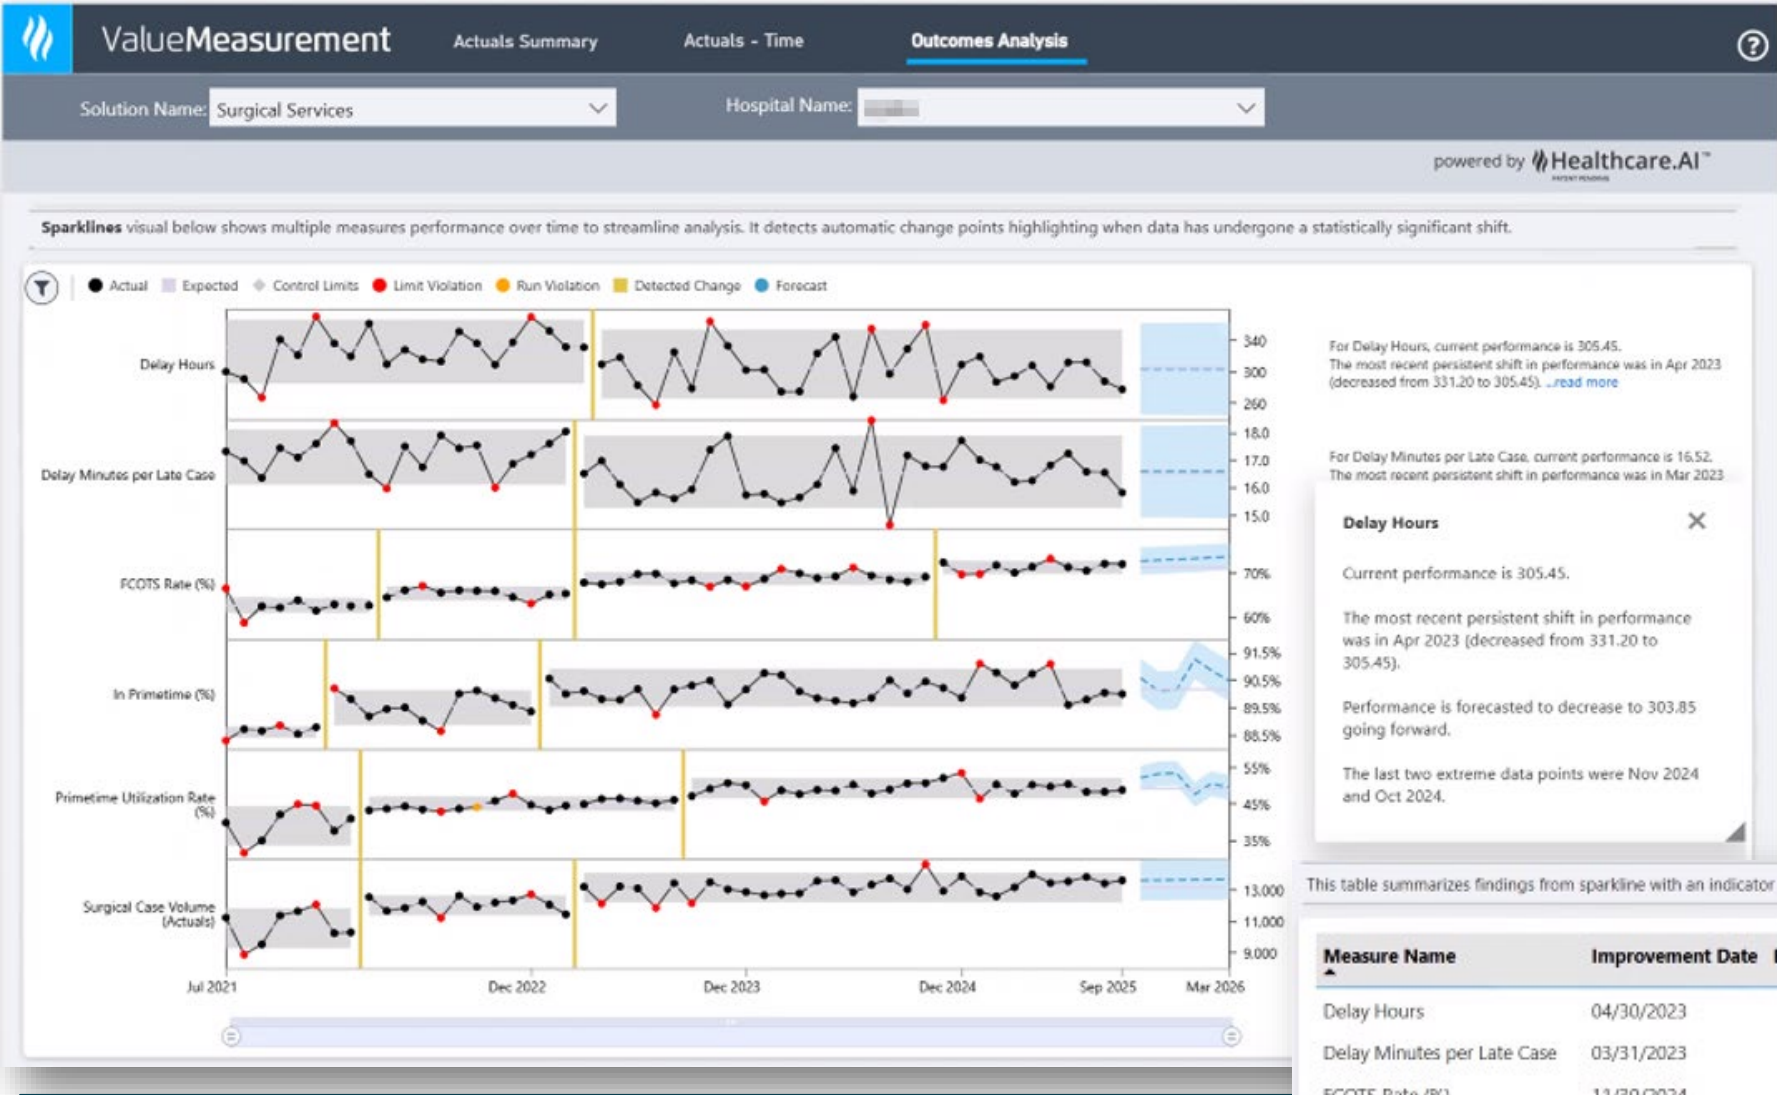 ValueMeasurement
Actuals Summary
Actuals - Time
Outcomes Analysis
?
Solution Name: Surgical Services
Hospital Name:
powered by Healthcare.AI™
PATENT PENDING
Sparklines visual below shows multiple measures performance over time to streamline analysis. It detects automatic change points highlighting when data has undergone a statistically significant shift.
Actual Expected Control Limits Limit Violation Run Violation Detected Change Forecast
Delay Hours
340
300
260
For Delay Hours, current performance is 305.45.
The most recent persistent shift in performance was in Apr 2023
(decreased from 331.20 to 305.45). ...read more
Delay Minutes per Late Case
18.0
17.0
16.0
15.0
For Delay Minutes per Late Case, current performance is 16.52.
The most recent persistent shift in performance was in Mar 2023
FCOTS Rate (%)
70%
60%
In Primetime (%)
91.5%
90.5%
89.5%
88.5%
Primetime Utilization Rate
(%)
55%
45%
35%
Surgical Case Volume
(Actuals)
13,000
11,000
9,000
Jul 2021
Dec 2022
Dec 2023
Dec 2024
Sep 2025
Mar 2026
Delay Hours
Current performance is 305.45.
The most recent persistent shift in performance
was in Apr 2023 (decreased from 331.20 to
305.45).
Performance is forecasted to decrease to 303.85
going forward.
The last two extreme data points were Nov 2024
and Oct 2024.
This table summarizes findings from sparkline with an indicator
Measure Name Improvement Date
Delay Hours 04/30/2023
Delay Minutes per Late Case 03/31/2023
FCOTS Rate (%) 11/30/2024